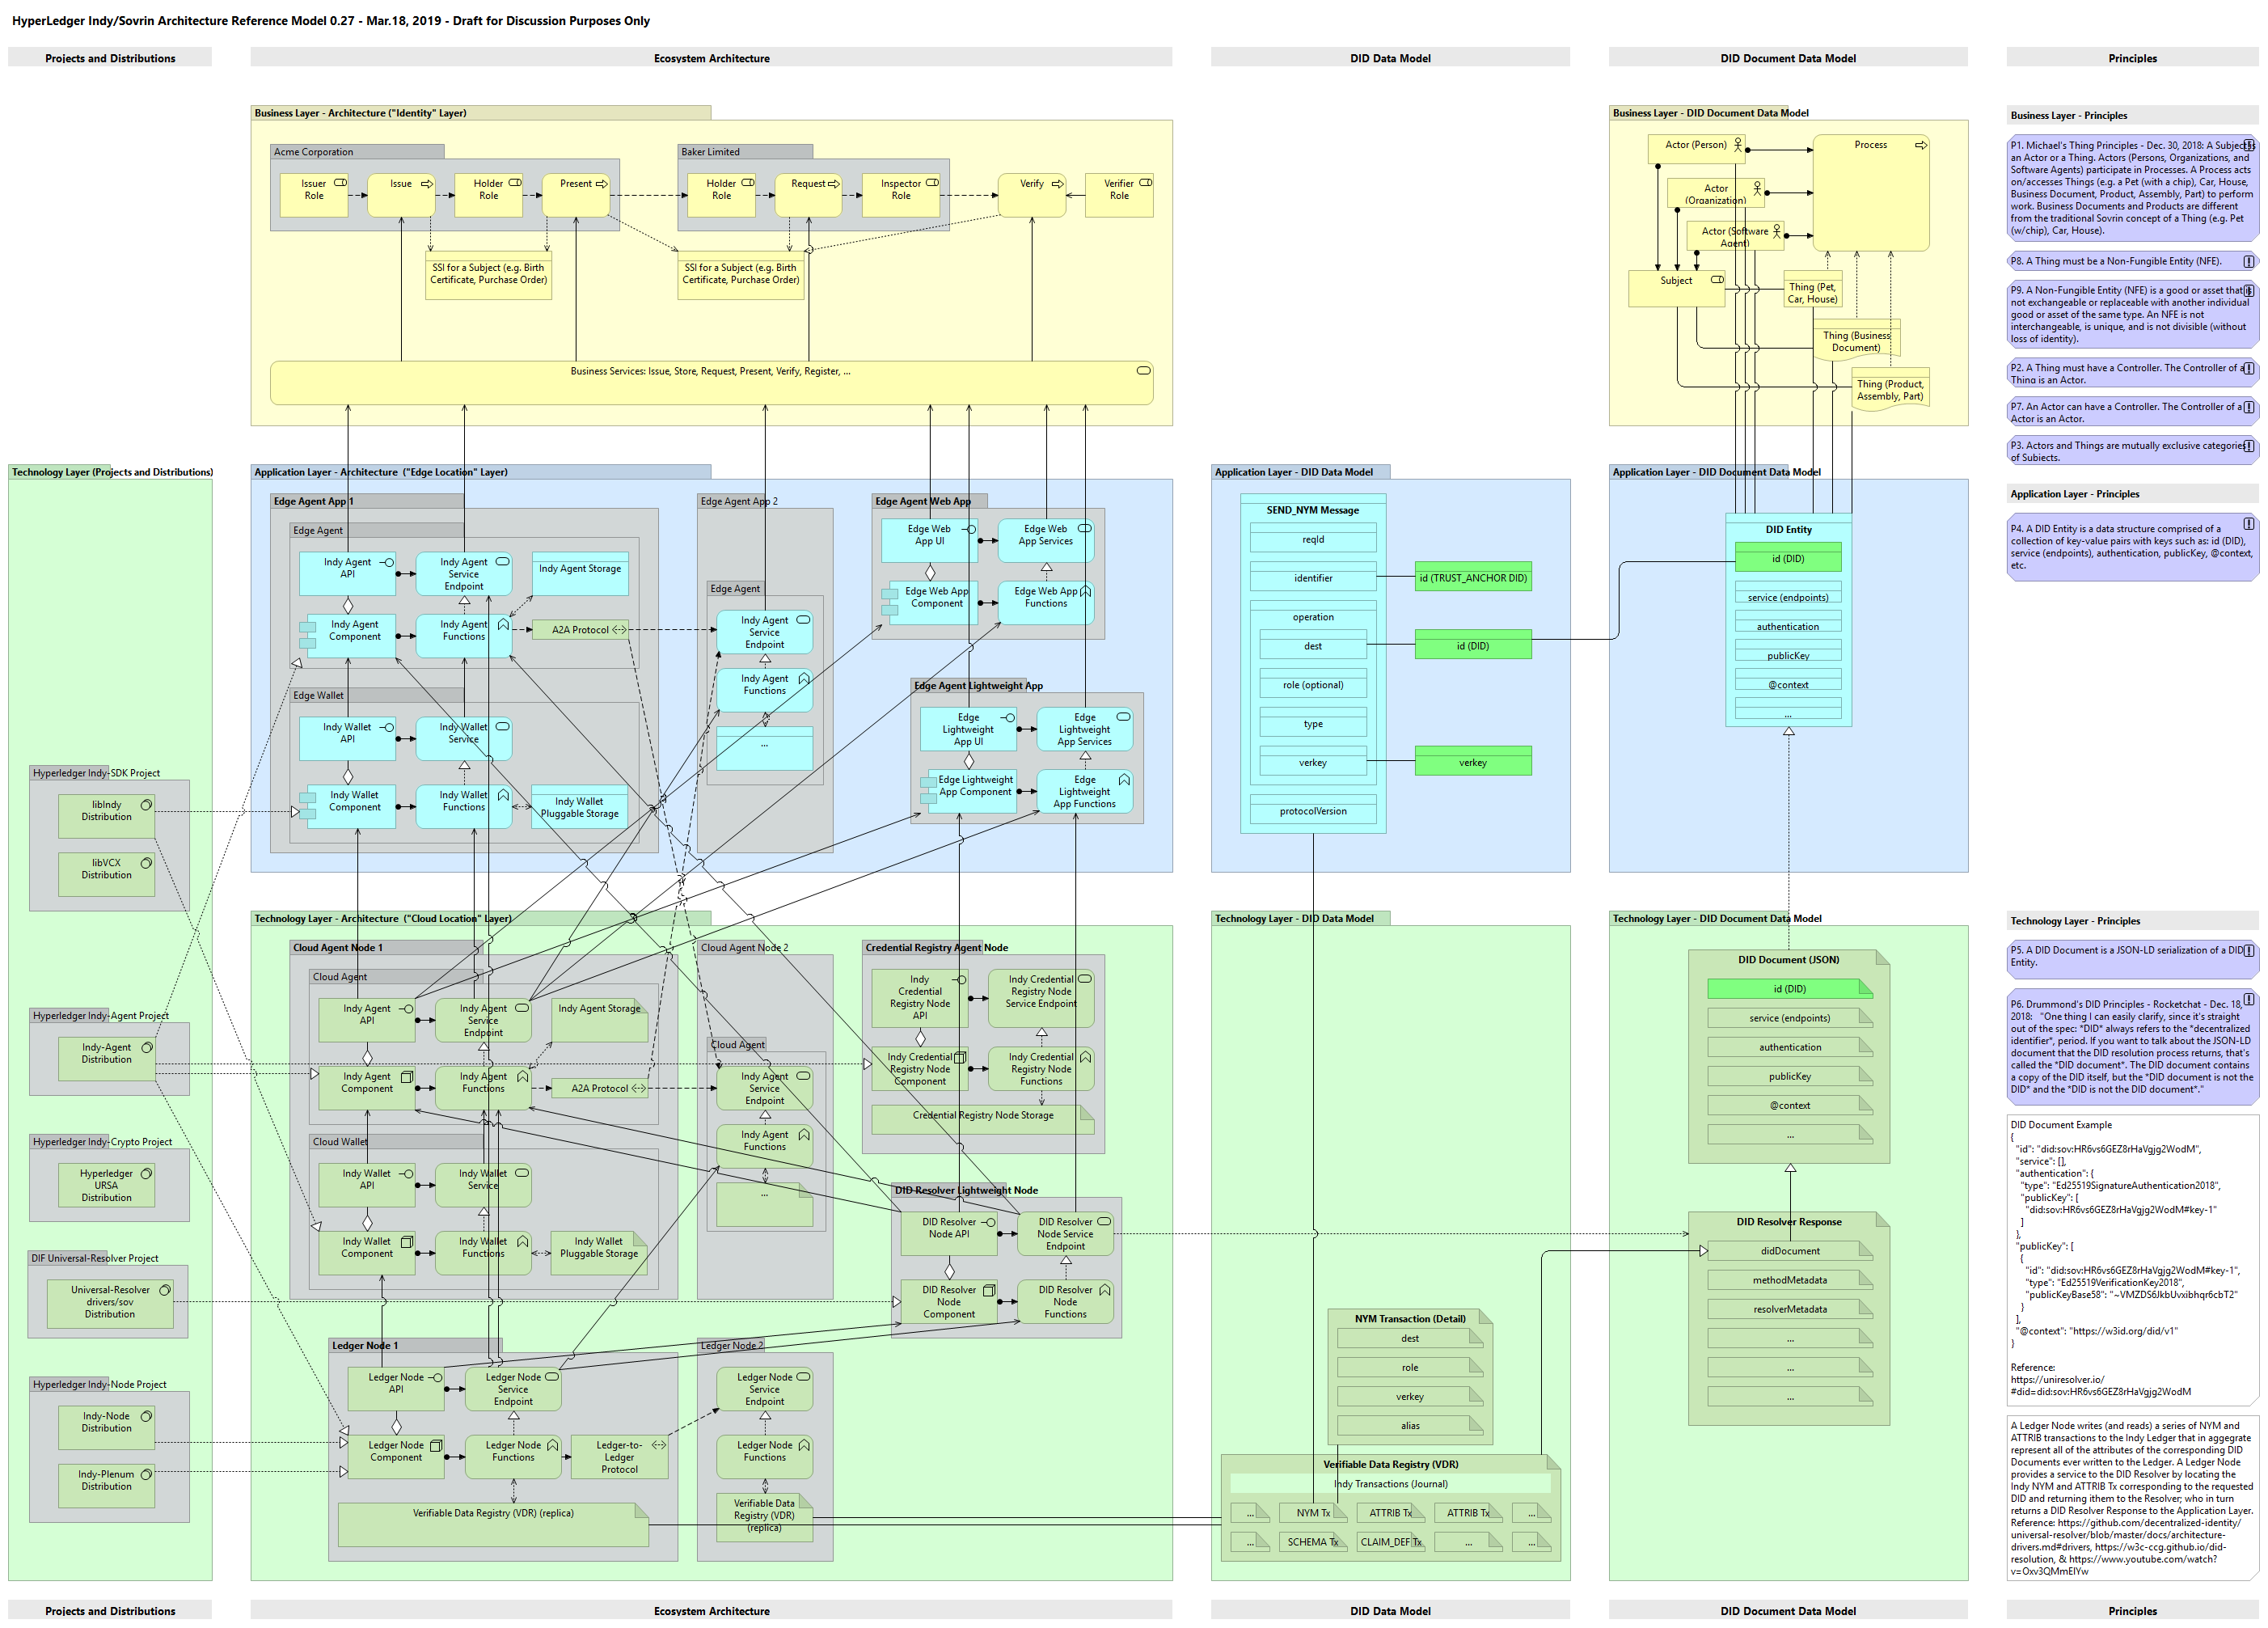 HyperLedger Indy/Sovrin Architecture Reference Model 0.27 - Mar.18, 2019 - Draft for Discussion Purposes Only
Projects and Distributions
Ecosystem Architecture
DID Data Model
DID Document Data Model
Principles
Technology Layer (Projects and Distributions)
Hyperledger Indy-SDK Project
libIndy
Distribution
libVCX
Distribution
Hyperledger Indy-Agent Project
Indy-Agent
Distribution
Hyperledger Indy-Crypto Project
Hyperledger
URSA
Distribution
DIF Universal-Resolver Project
Universal-Resolver
drivers/sov
Distribution
Hyperledger Indy-Node Project
Indy-Node
Distribution
Indy-Plenum
Distribution
Business Layer - Architecture ("Identity" Layer)
Acme Corporation
Issuer
Role
Issue
Holder
Role
Present
Baker Limited
Holder
Role
Request
Inspector
Role
Verify
Verifier
Role
SSI for a Subject (e.g. Birth
Certificate, Purchase Order)
SSI for a Subject (e.g. Birth
Certificate, Purchase Order)
Business Services: Issue, Store, Request, Present, Verify, Register, ...
Application Layer - Architecture ("Edge Location" Layer)
Edge Agent App 1
Edge Agent
Indy Agent
API
Indy Agent
Service
Endpoint
Indy Agent Storage
Indy Agent
Component
Indy Agent
Functions
A2A Protocol
Edge Wallet
Indy Wallet
API
Indy Wallet
Service
Indy Wallet
Component
Indy Wallet
Functions
Indy Wallet
Pluggable Storage
Edge Agent App 2
Edge Agent
Indy Agent
Service
Endpoint
Indy Agent
Functions
...
Edge Agent Web App
Edge Web
App UI
Edge Web
App Services
Edge Web App
Component
Edge Web App
Functions
Edge Agent Lightweight App
Edge
Lightweight
App UI
Edge
Lightweight
App Services
Edge Lightweight
App Component
Edge
Lightweight
App Functions
Technology Layer - Architecture ("Cloud Location" Layer)
Cloud Agent Node 1
Cloud Agent
Indy Agent
API
Indy Agent
Service
Endpoint
Indy Agent Storage
Indy Agent
Component
Indy Agent
Functions
A2A Protocol
Cloud Wallet
Indy Wallet
API
Indy Wallet
Service
Indy Wallet
Component
Indy Wallet
Functions
Indy Wallet
Pluggable Storage
Cloud Agent Node 2
Cloud Agent
Indy Agent
Service
Endpoint
Indy Agent
Functions
...
Credential Registry Agent Node
Indy
Credential
Registry Node
API
Indy Credential
Registry Node
Service Endpoint
Indy Credential
Registry Node
Component
Indy Credential
Registry Node
Functions
Credential Registry Node Storage
DID Resolver Lightweight Node
DID Resolver
Node API
DID Resolver
Node Service
Endpoint
DID Resolver
Node
Component
DID Resolver
Node
Functions
Ledger Node 1
Ledger Node
API
Ledger Node
Service
Endpoint
Ledger Node
Component
Ledger Node
Functions
Ledger-to-
Ledger
Protocol
Verifiable Data Registry (VDR) (replica)
Ledger Node 2
Ledger Node
Service
Endpoint
Ledger Node
Functions
Verifiable Data
Registry (VDR)
(replica)
Application Layer - DID Data Model
SEND_NYM Message
reqId
identifier
operation
dest
role (optional)
type
verkey
protocolVersion
id (TRUST_ANCHOR DID)
id (DID)
verkey
Technology Layer - DID Data Model
NYM Transaction (Detail)
dest
role
verkey
alias
Verifiable Data Registry (VDR)
Indy Transactions (Journal)
...
NYM Tx
ATTRIB Tx
ATTRIB Tx
...
...
SCHEMA Tx
CLAIM_DEF Tx
...
...
Business Layer - DID Document Data Model
Actor (Person)
Actor
(Organization)
Actor (Software
Agent)
Process
Subject
Thing (Pet,
Car, House)
Thing (Business
Document)
Thing (Product,
Assembly, Part)
Application Layer - DID Document Data Model
DID Entity
id (DID)
service (endpoints)
authentication
publicKey
@context
...
Technology Layer - DID Document Data Model
DID Document (JSON)
id (DID)
service (endpoints)
authentication
publicKey
@context
...
DID Resolver Response
didDocument
methodMetadata
resolverMetadata
...
...
...
Business Layer - Principles
P1. Michael's Thing Principles - Dec. 30, 2018: A Subject is
an Actor or a Thing. Actors (Persons, Organizations, and
Software Agents) participate in Processes. A Process acts
on/accesses Things (e.g. a Pet (with a chip), Car, House,
Business Document, Product, Assembly, Part) to perform
work. Business Documents and Products are different
from the traditional Sovrin concept of a Thing (e.g. Pet
(w/chip), Car, House).
P8. A Thing must be a Non-Fungible Entity (NFE).
P9. A Non-Fungible Entity (NFE) is a good or asset that is
not exchangeable or replaceable with another individual
good or asset of the same type. An NFE is not
interchangeable, is unique, and is not divisible (without
loss of identity).
P2. A Thing must have a Controller. The Controller of a
Thing is an Actor.
P7. An Actor can have a Controller. The Controller of a
Actor is an Actor.
P3. Actors and Things are mutually exclusive categories
of Subjects.
Application Layer - Principles
P4. A DID Entity is a data structure comprised of a
collection of key-value pairs with keys such as: id (DID),
service (endpoints), authentication, publicKey, @context,
etc.
Technology Layer - Principles
P5. A DID Document is a JSON-LD serialization of a DID
Entity.
P6. Drummond's DID Principles - Rocketchat - Dec. 18,
2018: "One thing I can easily clarify, since it's straight
out of the spec: *DID* always refers to the *decentralized
identifier*, period. If you want to talk about the JSON-LD
document that the DID resolution process returns, that's
called the *DID document*. The DID document contains
a copy of the DID itself, but the *DID document is not the
DID* and the *DID is not the DID document*."
DID Document Example
{
"id": "did:sov:HR6vs6GEZ8rHaVgjg2WodM",
"service": [],
"authentication": {
"type": "Ed25519SignatureAuthentication2018",
"publicKey": [
"did:sov:HR6vs6GEZ8rHaVgjg2WodM#key-1"
]
},
"publicKey": [
{
"id": "did:sov:HR6vs6GEZ8rHaVgjg2WodM#key-1",
"type": "Ed25519VerificationKey2018",
"publicKeyBase58": "~VMZDS6JkbUvxibhqr6cbT2"
}
],
"@context": "https://w3id.org/did/v1"
}
Reference:
https://uniresolver.io/
#did=did:sov:HR6vs6GEZ8rHaVgjg2WodM
A Ledger Node writes (and reads) a series of NYM and
ATTRIB transactions to the Indy Ledger that in aggegrate
represent all of the attributes of the corresponding DID
Documents ever written to the Ledger. A Ledger Node
provides a service to the DID Resolver by locating the
Indy NYM and ATTRIB Tx corresponding to the requested
DID and returning ithem to the Resolver; who in turn
returns a DID Resolver Response to the Application Layer.
Reference: https://github.com/decentralized-identity/
universal-resolver/blob/master/docs/architecture-
drivers.md#drivers, https://w3c-ccg.github.io/did-
resolution, & https://www.youtube.com/watch?
v=Oxv3QMmEIYw
Projects and Distributions
Ecosystem Architecture
DID Data Model
DID Document Data Model
Principles